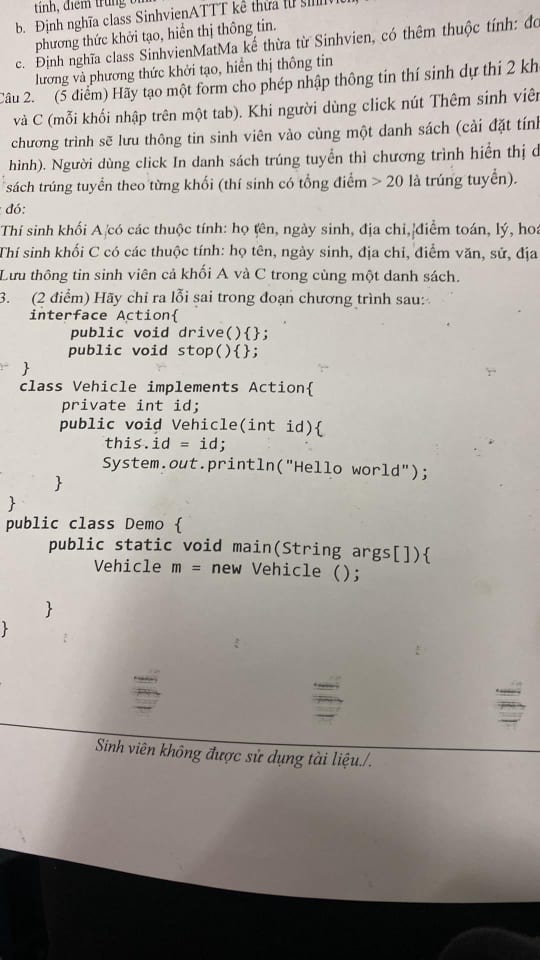 tính, điểm trung
b. Định nghĩa class SinhvienATTT kế thừa từ
phương thức khởi tạo, hiển thị thông tin.
c. Định nghĩa class SinhvienMatMa kế thừa từ Sinhvien, có thêm thuộc tính: đơ
lương và phương thức khởi tạo, hiển thị thông tin
Câu 2. (5 điểm) Hãy tạo một form cho phép nhập thông tin thí sinh dự thi 2 kh
và C (mỗi khối nhập trên một tab). Khi người dùng click nút Thêm sinh viên
chương trình sẽ lưu thông tin sinh viên vào cùng một danh sách (cài đặt tính
hình). Người dùng click In danh sách trúng tuyển thì chương trình hiển thị d
sách trúng tuyển theo từng khối (thí sinh có tổng điểm > 20 là trúng tuyển).
đó:
Thí sinh khối A có các thuộc tính: họ tên, ngày sinh, địa chỉ, điểm toán, lý, hoá
Thí sinh khối C có các thuộc tính: họ tên, ngày sinh, địa chỉ, điểm văn, sử, địa
Lưu thông tin sinh viên cả khối A và C trong cùng một danh sách.
3. (2 điểm) Hãy chỉ ra lỗi sai trong đoạn chương trình sau:
interface Action{
public void drive(){};
public void stop(){};
}
class Vehicle implements Action{
private int id;
public void Vehicle(int id){
this.id = id;
System.out.println("Hello world");
}
}
public class Demo {
public static void main(String args[]){
Vehicle m = new Vehicle ();
}
}
Sinh viên không được sử dụng tài liệu./.